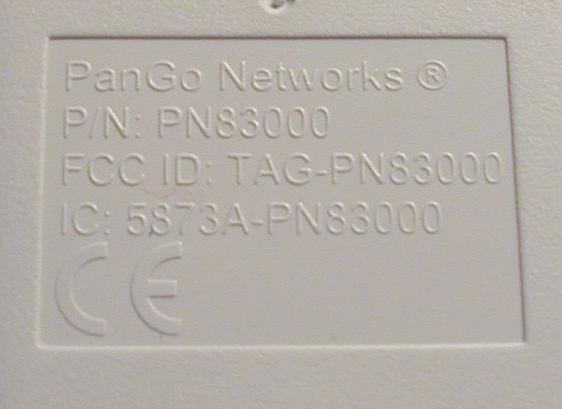 PanGo Networks ®
P/N: PN83000
FCC ID: TAG-PN83000
IC: 5873A-PN83000
CE